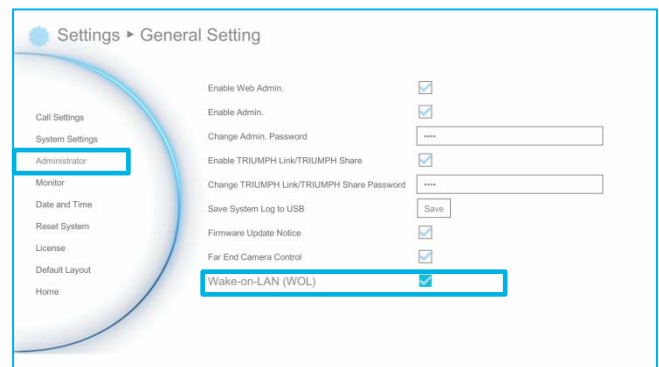 Settings ▸ General Setting
Call Settings
System Settings
Administrator
Monitor
Date and Time
Reset System
License
Default Layout
Home
Enable Web Admin.
Enable Admin.
Change Admin. Password ••••
Enable TRIUMPH Link/TRIUMPH Share
Change TRIUMPH Link/TRIUMPH Share Password ••••
Save System Log to USB Save
Firmware Update Notice
Far End Camera Control
Wake-on-LAN (WOL)